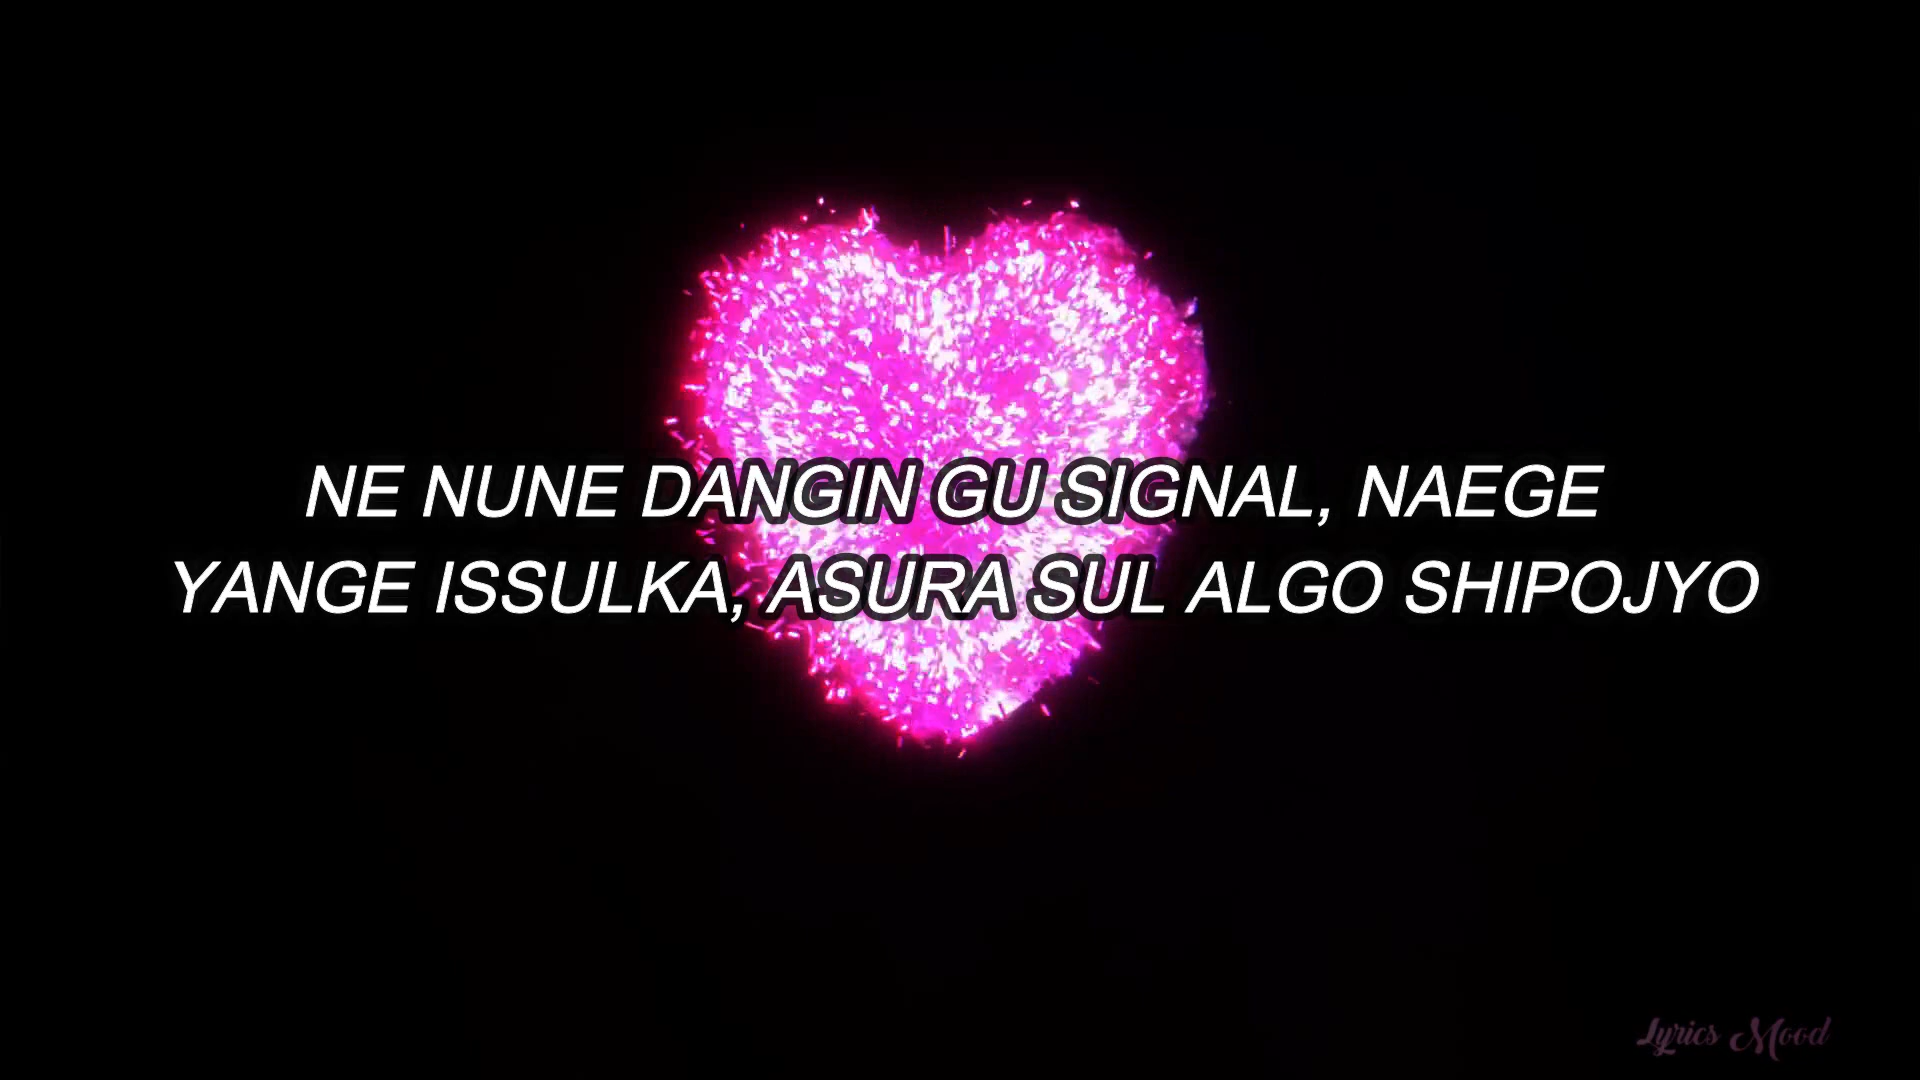 NE NUNE DANGIN GU SIGNAL, NAEGE
YANGE ISSULKA, ASURA SUL ALGO SHIPOJYO
Lyrics Mood